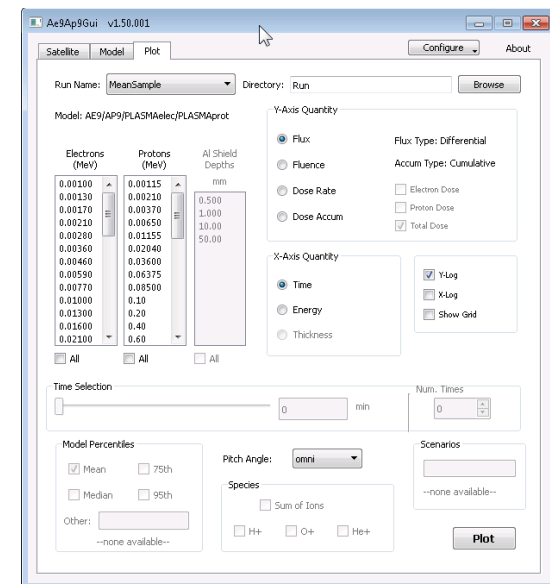 Ae9Ap9Gui v1.50.001
Satellite Model Plot Configure About
Run Name: MeanSample Directory: Run Browse
Model: AE9/AP9/PLASMAelec/PLASMAprot
Electrons
(MeV)
0.00100
0.00130
0.00170
0.00210
0.00280
0.00360
0.00460
0.00590
0.00770
0.01000
0.01300
0.01600
0.02100
All
Protons
(MeV)
0.00115
0.00210
0.00370
0.00650
0.01155
0.02040
0.03600
0.06375
0.08500
0.10
0.20
0.40
0.60
All
Al Shield
Depths
mm
0.500
1.000
10.00
50.00
All
Y-Axis Quantity
Flux
Fluence
Dose Rate
Dose Accum
Flux Type: Differential
Accum Type: Cumulative
Electron Dose
Proton Dose
Total Dose
X-Axis Quantity
Time
Energy
Thickness
Y-Log
X-Log
Show Grid
Time Selection
0 min
Num. Times
0
Model Percentiles
Mean 75th
Median 95th
Other:
--none available--
Pitch Angle: omni
Species
Sum of Ions
H+ O+ He+
Scenarios
--none available--
Plot